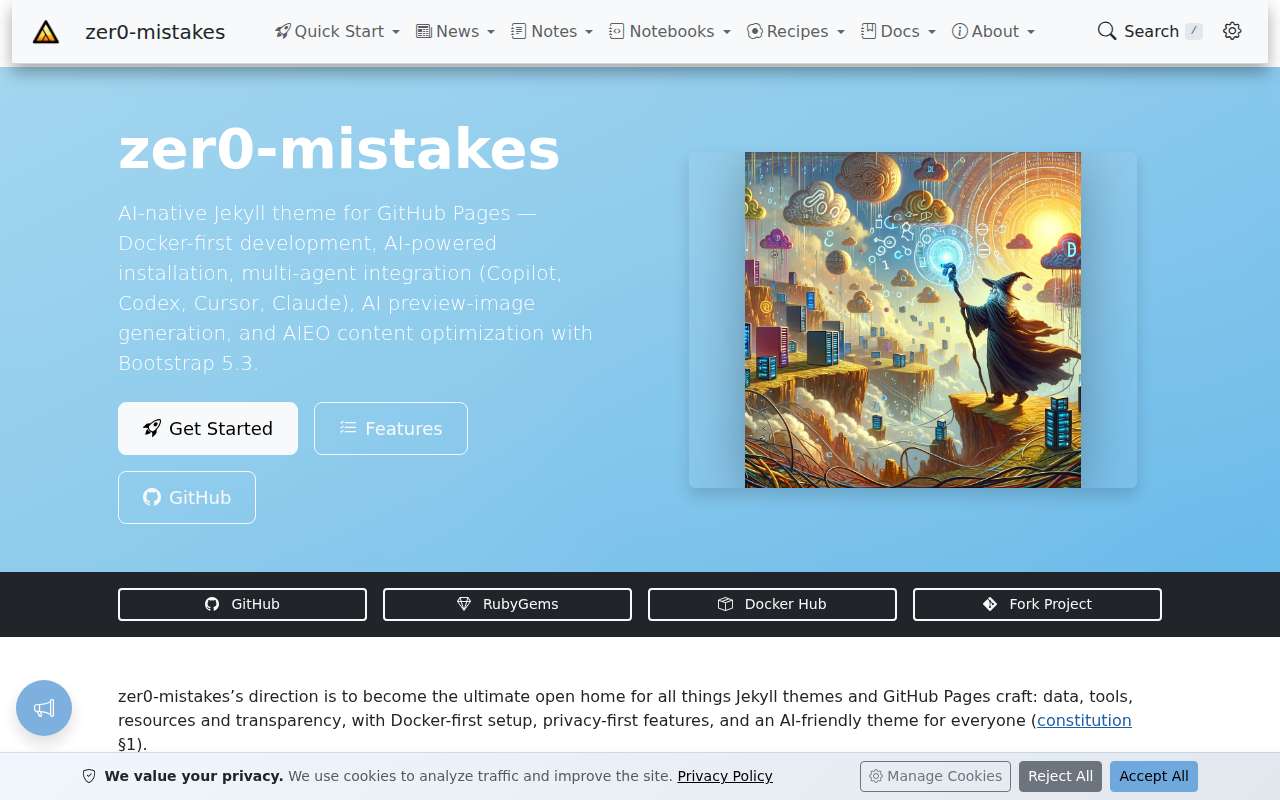 zer0-mistakes
Quick Start
News
Notes
Notebooks
Recipes
Docs
About
Search /
zer0-mistakes
AI-native Jekyll theme for GitHub Pages —
Docker-first development, AI-powered
installation, multi-agent integration (Copilot,
Codex, Cursor, Claude), AI preview-image
generation, and AIEO content optimization with
Bootstrap 5.3.
Get Started
Features
GitHub
GitHub
RubyGems
Docker Hub
Fork Project
zer0-mistakes’s direction is to become the ultimate open home for all things Jekyll themes and GitHub Pages craft: data, tools,
resources and transparency, with Docker-first setup, privacy-first features, and an AI-friendly theme for everyone (constitution
§1).
We value your privacy. We use cookies to analyze traffic and improve the site. Privacy Policy
Manage Cookies
Reject All
Accept All